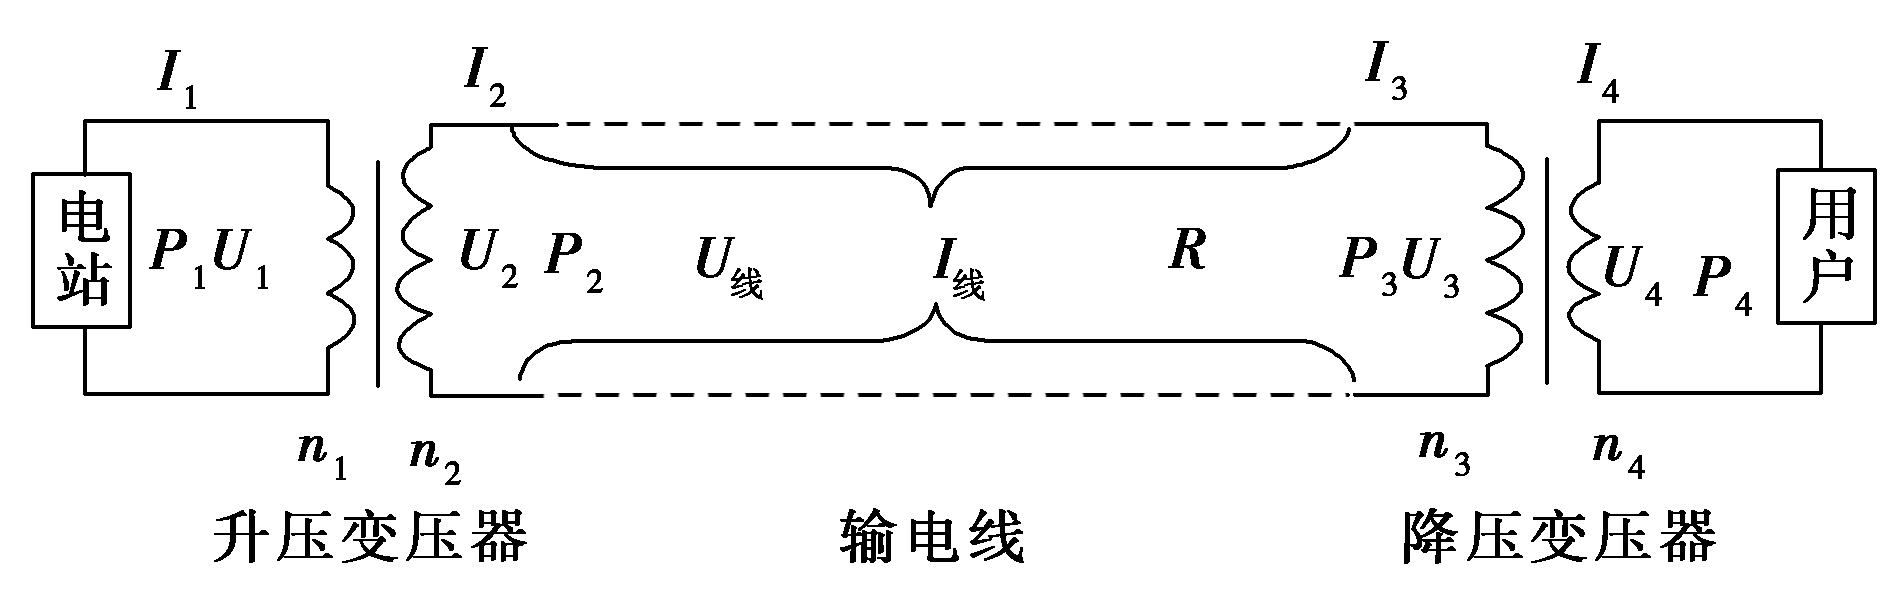 I₁ I₂ I₃ I₄
电站 P₁U₁ U₂ P₂ U线 I线 R P₃U₃ U₄ P₄ 用户
n₁ n₂ n₃ n₄
升压变压器 输电线 降压变压器